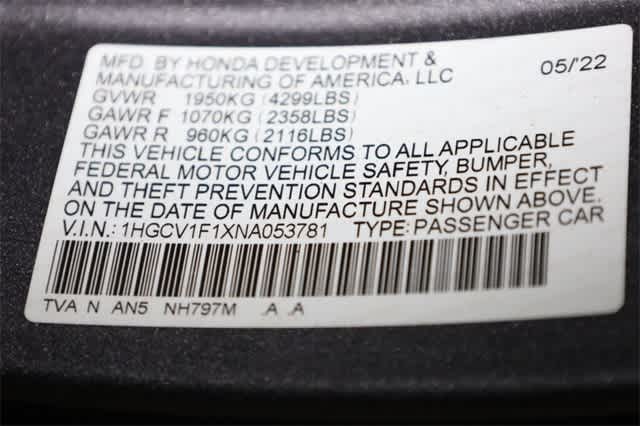 MFD. BY HONDA DEVELOPMENT &
MANUFACTURING OF AMERICA, LLC 05/'22
GVWR 1950KG (4299LBS)
GAWR F 1070KG (2358LBS)
GAWR R 960KG (2116LBS)
THIS VEHICLE CONFORMS TO ALL APPLICABLE
FEDERAL MOTOR VEHICLE SAFETY, BUMPER,
AND THEFT PREVENTION STANDARDS IN EFFECT
ON THE DATE OF MANUFACTURE SHOWN ABOVE.
V.I.N.: 1HGCV1F1XNA053781 TYPE: PASSENGER CAR
TVA N AN5 NH797M .A .A